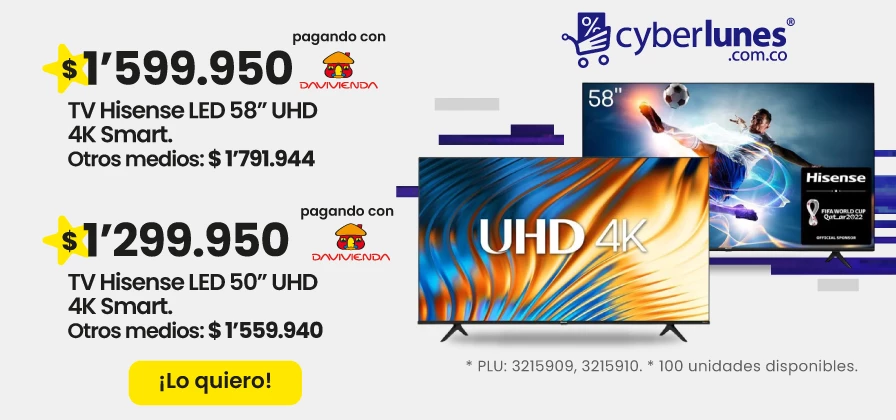 pagando con
$1'599.950
DAVIVIENDA
TV Hisense LED 58" UHD
4K Smart.
Otros medios: $ 1'791.944
pagando con
$1'299.950
DAVIVIENDA
TV Hisense LED 50" UHD
4K Smart.
Otros medios: $ 1'559.940
¡Lo quiero!
%
cyberlunes®
.com.co
58"
Hisense
FIFA WORLD CUP
Qatar2022
OFFICIAL SPONSOR
UHD 4K
* PLU: 3215909, 3215910. * 100 unidades disponibles.